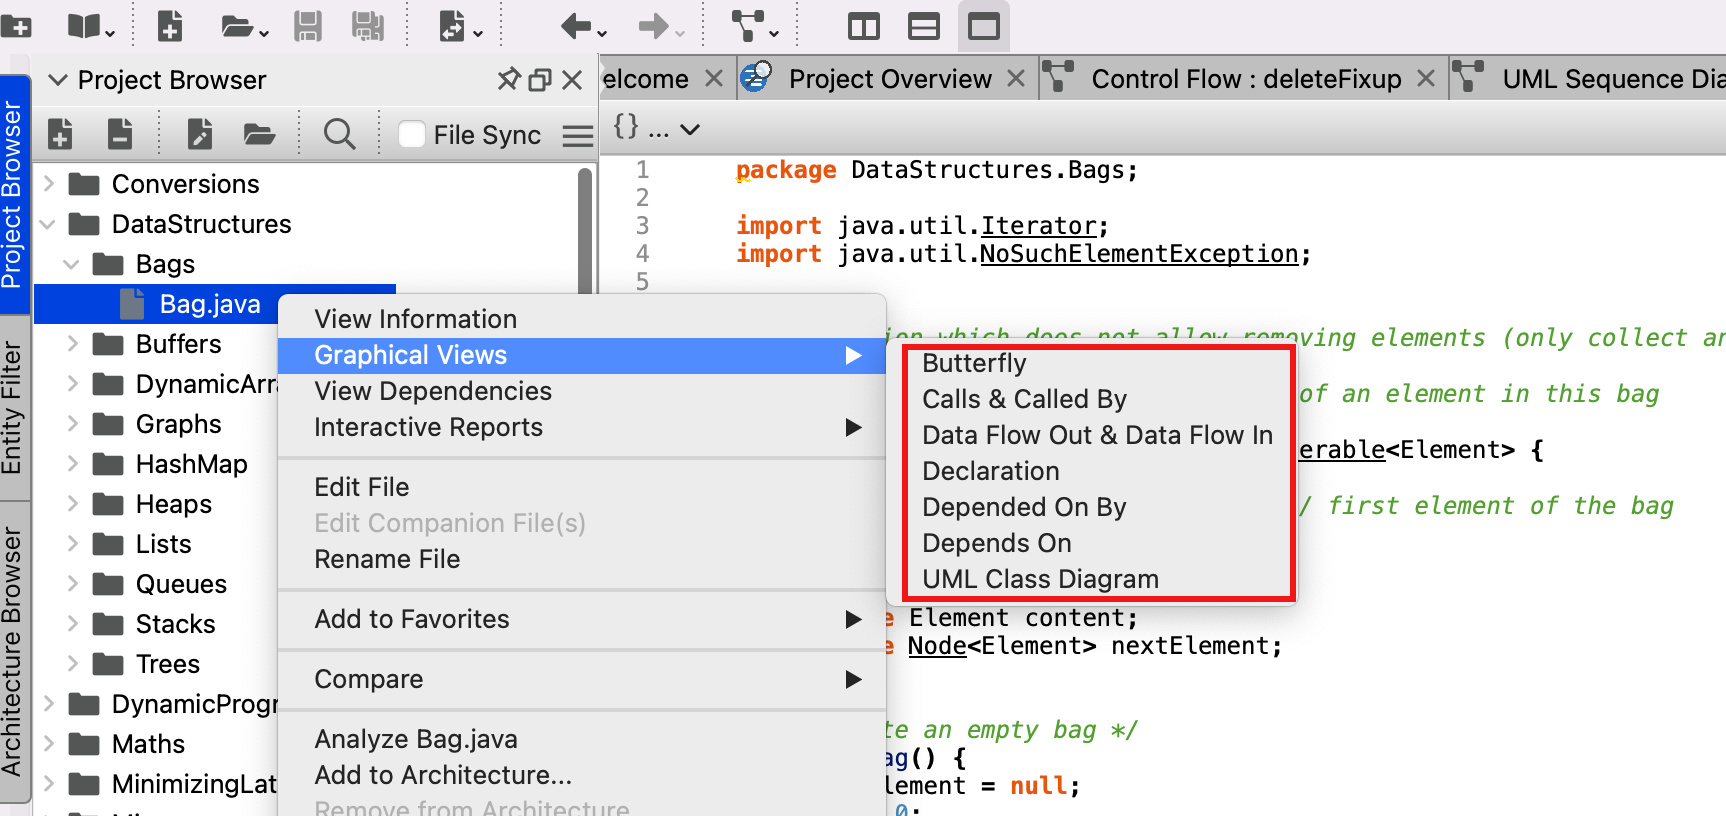 Project Browser
File Sync
elcome
Project Overview
Control Flow : deleteFixup
UML Sequence Dia
{} ...
Project Browser
Entity Filter
Architecture Browser
Conversions
DataStructures
Bags
Bag.java
Buffers
DynamicArra
Graphs
HashMap
Heaps
Lists
Queues
Stacks
Trees
DynamicProgr
Maths
MinimizingLat
View Information
Graphical Views
View Dependencies
Interactive Reports
Edit File
Edit Companion File(s)
Rename File
Add to Favorites
Compare
Analyze Bag.java
Add to Architecture...
Remove from Architecture
Butterfly
Calls & Called By
Data Flow Out & Data Flow In
Declaration
Depended On By
Depends On
UML Class Diagram
1 package DataStructures.Bags;
2
3 import java.util.Iterator;
4 import java.util.NoSuchElementException;
5
ion which does not allow removing elements (only collect an
of an element in this bag
erable<Element> {
/ first element of the bag
e Element content;
e Node<Element> nextElement;
te an empty bag */
ag() {
lement = null;
0;